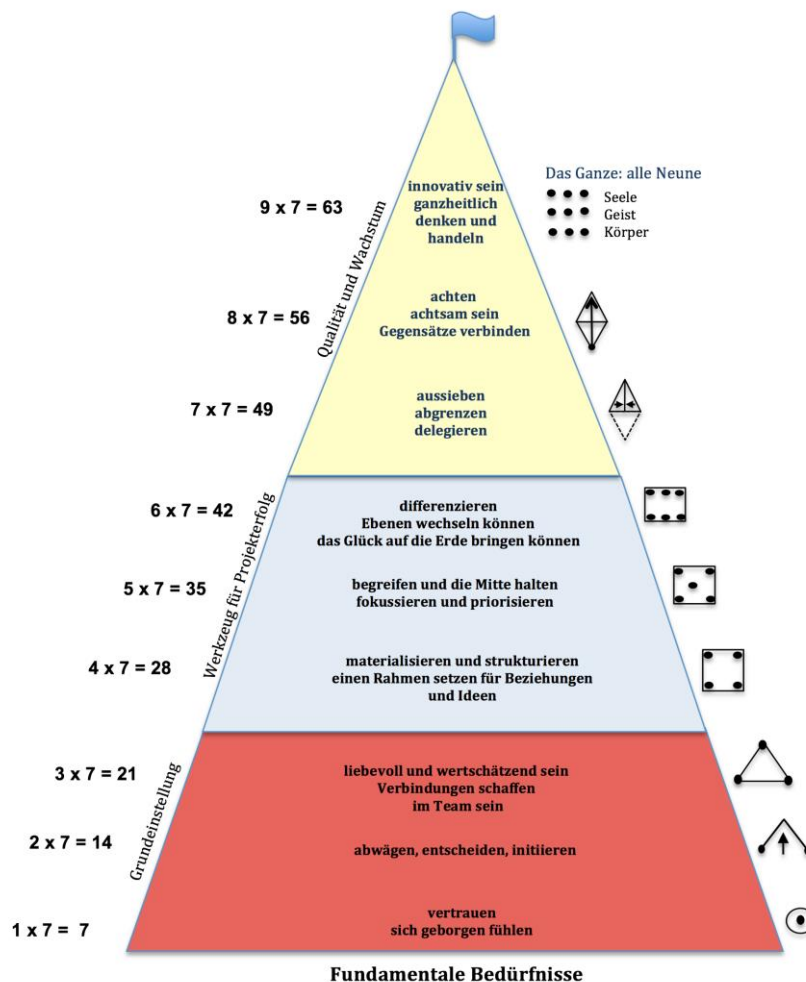 Das Ganze: alle Neune
Seele
Geist
Körper
9 x 7 = 63
innovativ sein
ganzheitlich
denken und
handeln
Qualität und Wachstum
8 x 7 = 56
achten
achtsam sein
Gegensätze verbinden
7 x 7 = 49
aussieben
abgrenzen
delegieren
6 x 7 = 42
differenzieren
Ebenen wechseln können
das Glück auf die Erde bringen können
Werkzeug für Projekterfolg
5 x 7 = 35
begreifen und die Mitte halten
fokussieren und priorisieren
4 x 7 = 28
materialisieren und strukturieren
einen Rahmen setzen für Beziehungen
und Ideen
3 x 7 = 21
liebevoll und wertschätzend sein
Verbindungen schaffen
im Team sein
Grundeinstellung
2 x 7 = 14
abwägen, entscheiden, initiieren
1 x 7 = 7
vertrauen
sich geborgen fühlen
Fundamentale Bedürfnisse